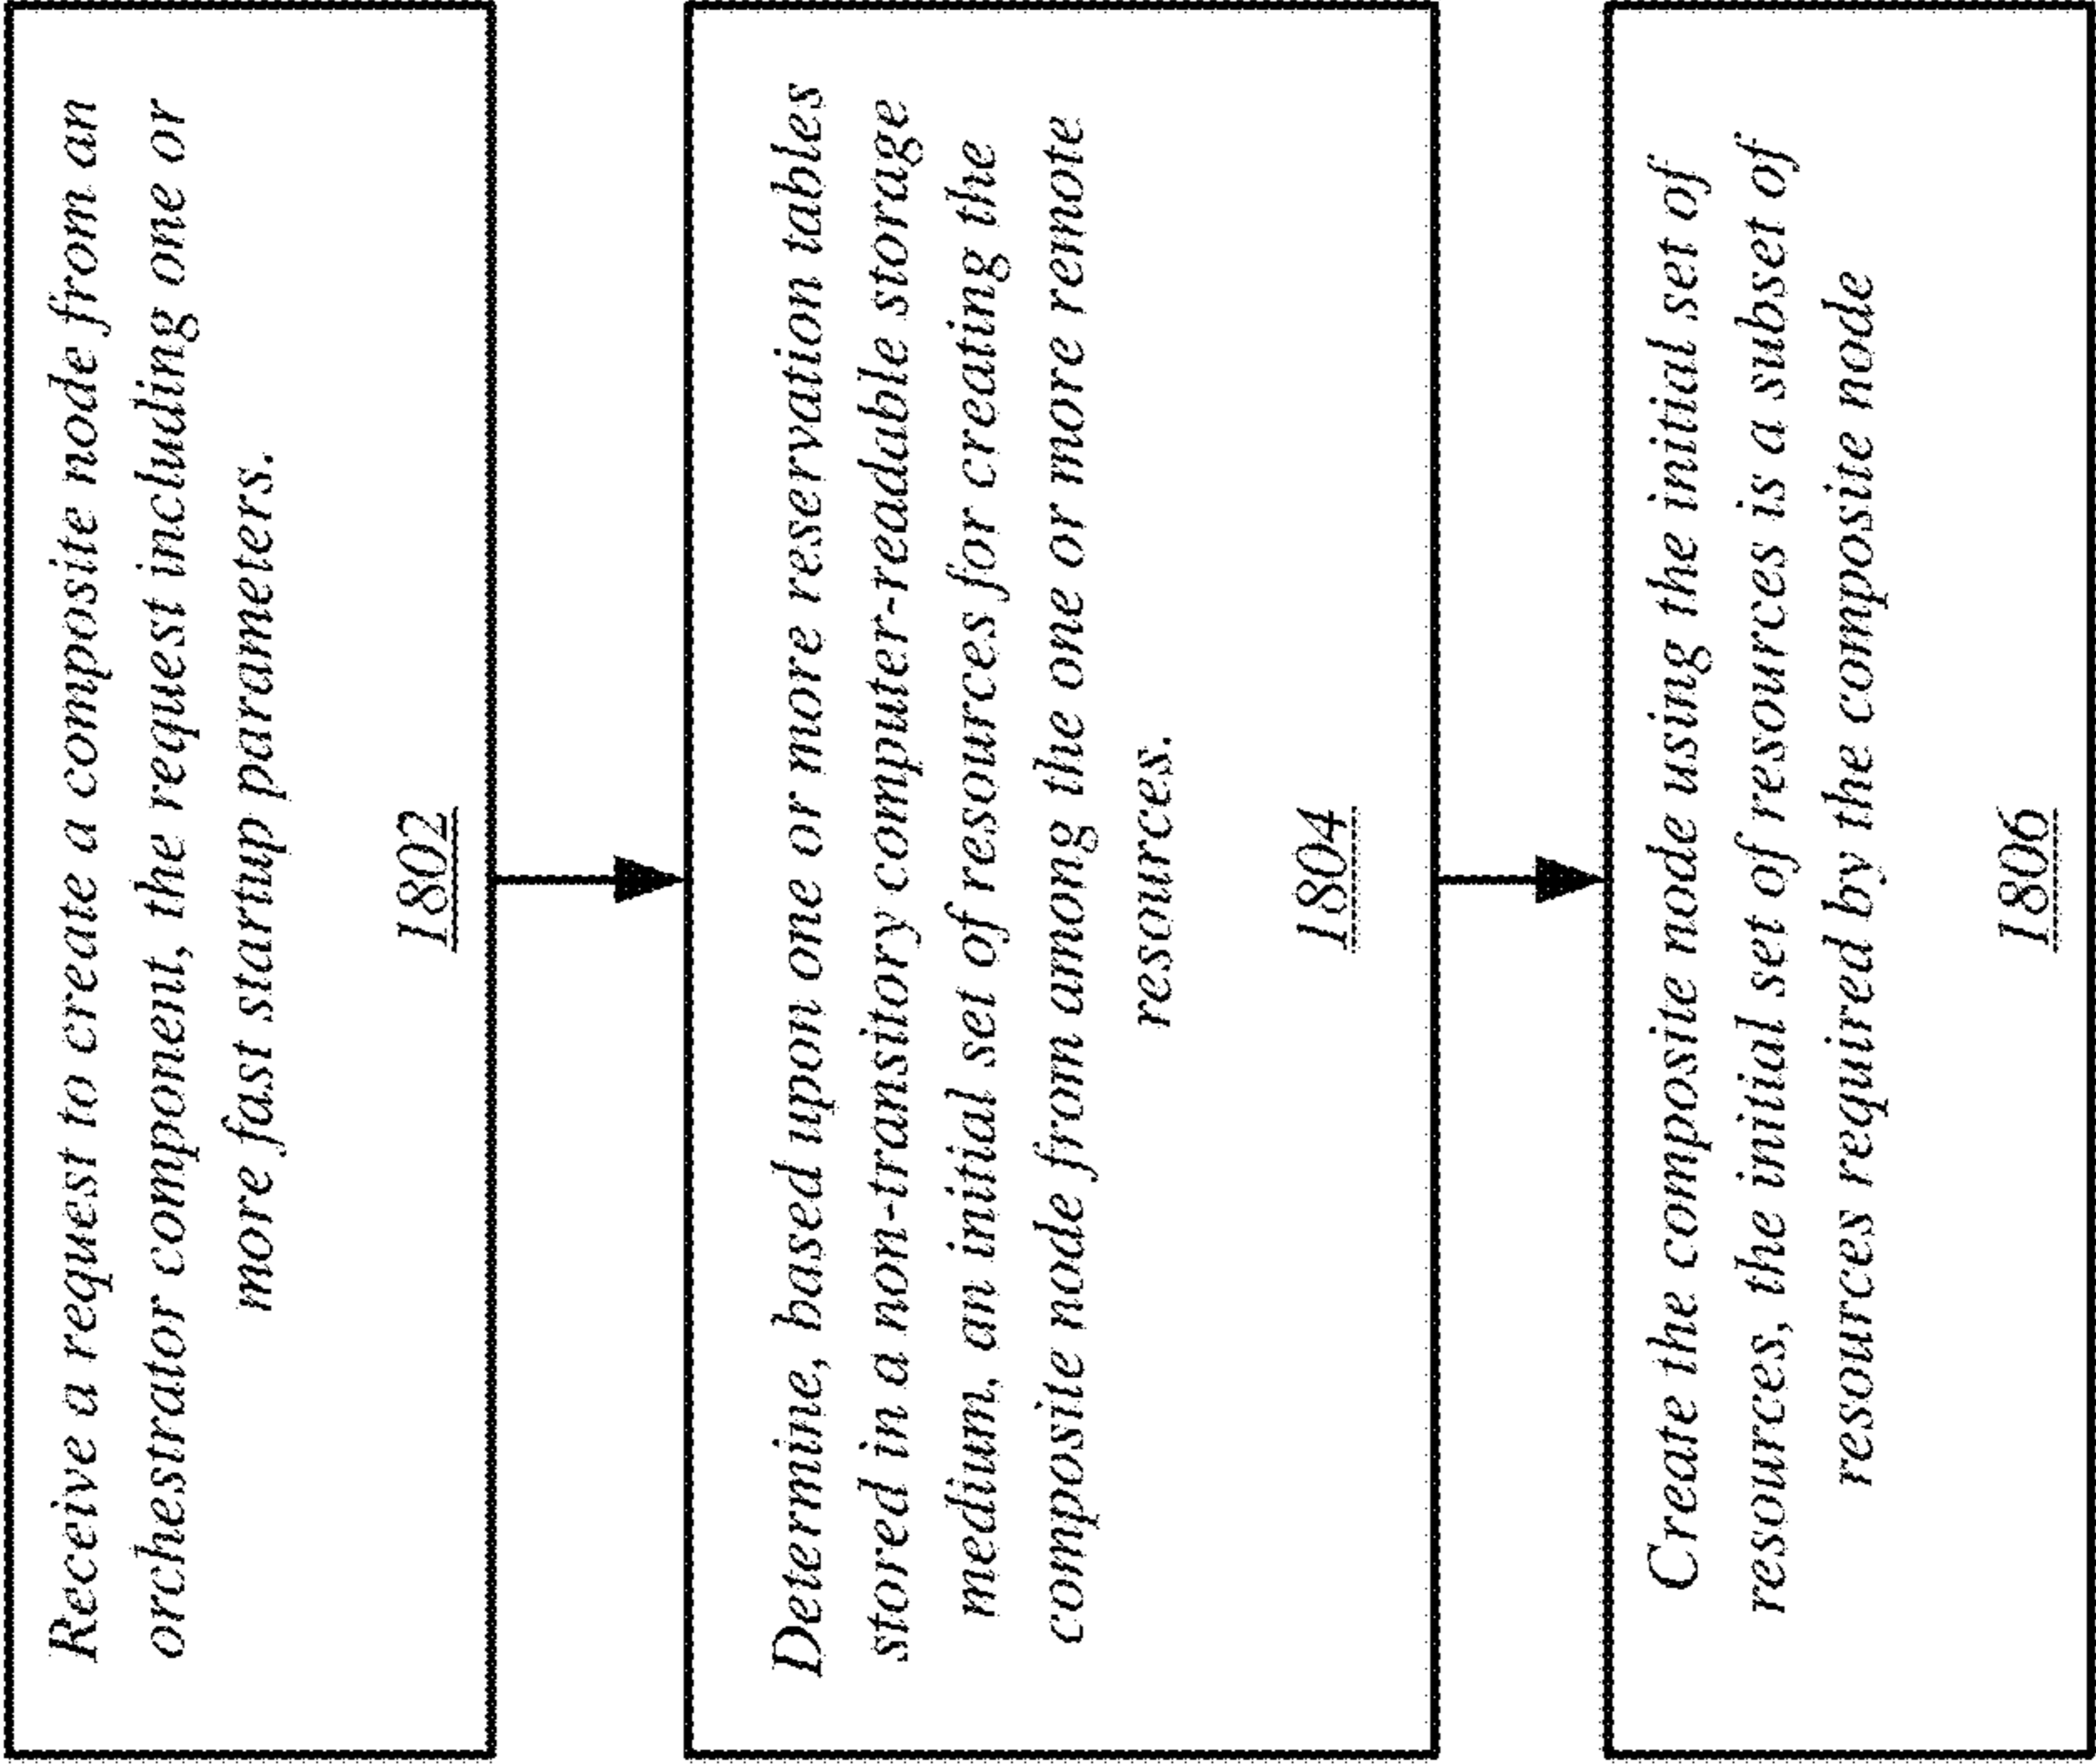 Receive a request to create a composite node from an
orchestrator component, the request including one or
more fast startup parameters.
1802
Determine, based upon one or more reservation tables
stored in a non-transitory computer-readable storage
medium, an initial set of resources for creating the
composite node from among the one or more remote
resources.
1804
Create the composite node using the initial set of
resources, the initial set of resources is a subset of
resources required by the composite node
1806